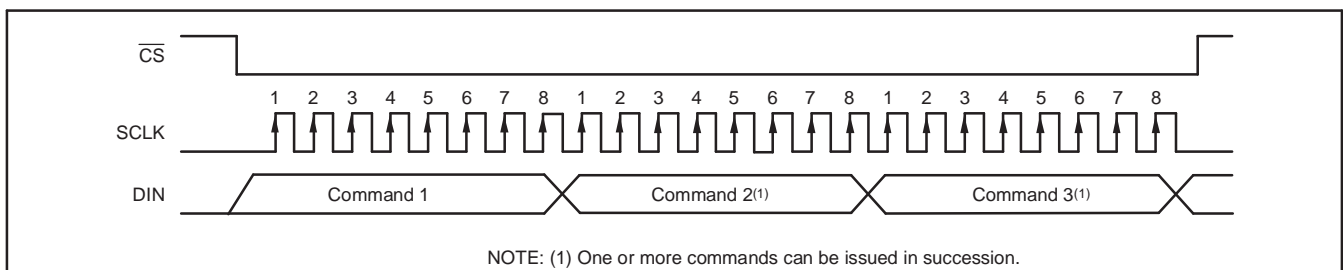 CS
1 2 3 4 5 6 7 8 1 2 3 4 5 6 7 8 1 2 3 4 5 6 7 8
SCLK
DIN Command 1 Command 2(1) Command 3(1)
NOTE: (1) One or more commands can be issued in succession.